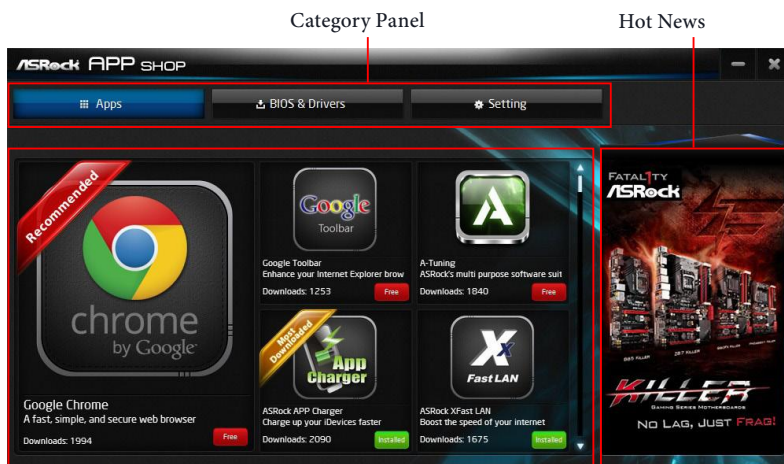 Category Panel
Hot News
ASRock APP SHOP
Apps
BIOS & Drivers
Setting
Recommended
chrome
by Google
Google Chrome
A fast, simple, and secure web browser
Downloads: 1994
Free
Google
Toolbar
Google Toolbar
Enhance your Internet Explorer brow
Downloads: 1253
Free
A-Tuning
ASRock's multi purpose software suit
Downloads: 1840
Free
Most Downloaded
App
Charger
ASRock APP Charger
Charge up your iDevices faster
Downloads: 2090
Installed
Fast LAN
ASRock XFast LAN
Boost the speed of your internet
Downloads: 1675
Installed
FATAL1TY
ASRock
Z87 KILLER
KILLER
GAMING SERIES MOTHERBOARDS
NO LAG, JUST FRAG!